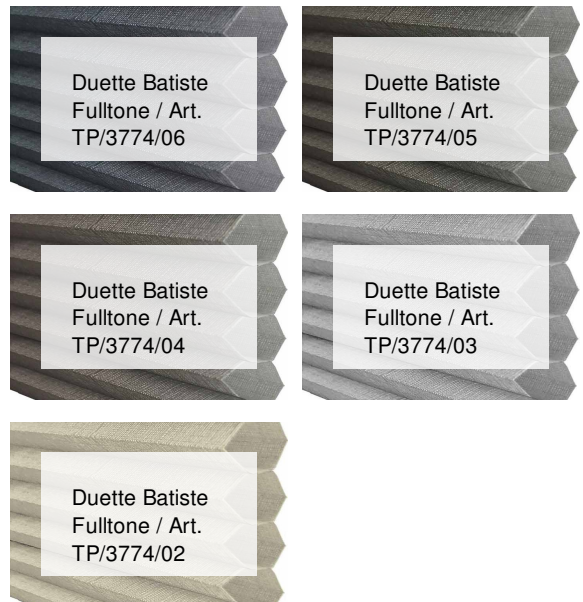 Duette Batiste
Fulltone / Art.
TP/3774/06
Duette Batiste
Fulltone / Art.
TP/3774/05
Duette Batiste
Fulltone / Art.
TP/3774/04
Duette Batiste
Fulltone / Art.
TP/3774/03
Duette Batiste
Fulltone / Art.
TP/3774/02